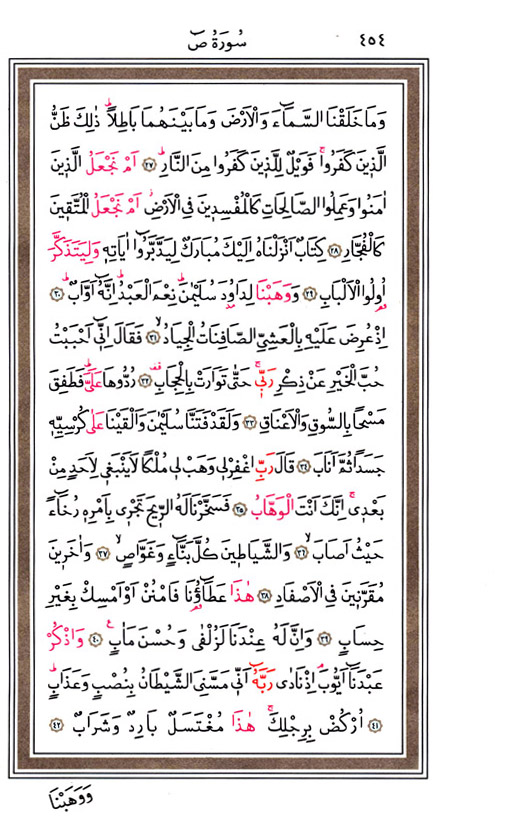 ٤٥٤
سُورَةُ صٓ
وَمَا خَلَقْنَا السَّمَٓاءَ وَالْاَرْضَ وَمَا بَيْنَهُمَا بَاطِلًاۜ ذٰلِكَ ظَنُّ
الَّذٖينَ كَفَرُواۚ فَوَيْلٌ لِلَّذٖينَ كَفَرُوا مِنَ النَّارِۜ ﴿٢٧﴾ اَمْ نَجْعَلُ الَّذٖينَ
اٰمَنُوا وَعَمِلُوا الصَّالِحَاتِ كَالْمُفْسِدٖينَ فِي الْاَرْضِۘ اَمْ نَجْعَلُ الْمُتَّقٖينَ
كَالْفُجَّارِ ﴿٢٨﴾ كِتَابٌ اَنْزَلْنَاهُ اِلَيْكَ مُبَارَكٌ لِيَدَّبَّرُٓوا اٰيَاتِهٖ وَلِيَتَذَكَّرَ
اُو۬لُوا الْاَلْبَابِ ﴿٢٩﴾ وَوَهَبْنَا لِدَاوُ۫دَ سُلَيْمٰنَۜ نِعْمَ الْعَبْدُۜ اِنَّهُٓ اَوَّابٌۜ ﴿٣٠﴾
اِذْ عُرِضَ عَلَيْهِ بِالْعَشِيِّ الصَّافِنَاتُ الْجِيَادُۙ ﴿٣١﴾ فَقَالَ اِنّٖٓي اَحْبَبْتُ
حُبَّ الْخَيْرِ عَنْ ذِكْرِ رَبّٖيۚ حَتّٰى تَوَارَتْ بِالْحِجَابِ۠ ﴿٣٢﴾ رُدُّوهَا عَلَيَّۜ فَطَفِقَ
مَسْحًا بِالسُّوقِ وَالْاَعْنَاقِ ﴿٣٣﴾ وَلَقَدْ فَتَنَّا سُلَيْمٰنَ وَاَلْقَيْنَا عَلٰى كُرْسِيِّهٖ
جَسَدًا ثُمَّ اَنَابَ ﴿٣٤﴾ قَالَ رَبِّ اغْفِرْ لٖي وَهَبْ لٖي مُلْكًا لَا يَنْبَغٖي لِاَحَدٍ مِنْ
بَعْدٖيۚ اِنَّكَ اَنْتَ الْوَهَّابُ ﴿٣٥﴾ فَسَخَّرْنَا لَهُ الرّٖيحَ تَجْرٖي بِاَمْرِهٖ رُخَٓاءً
حَيْثُ اَصَابَۙ ﴿٣٦﴾ وَالشَّيَاطٖينَ كُلَّ بَنَّٓاءٍ وَغَوَّاصٍۙ ﴿٣٧﴾ وَاٰخَرٖينَ
مُقَرَّنٖينَ فِي الْاَصْفَادِ ﴿٣٨﴾ هٰذَا عَطَٓاؤُ۬نَا فَامْنُنْ اَوْ اَمْسِكْ بِغَيْرِ
حِسَابٍ ﴿٣٩﴾ وَاِنَّ لَهُ عِنْدَنَا لَزُلْفٰى وَحُسْنَ مَاٰبٍ۟ ﴿٤٠﴾ وَاذْكُرْ
عَبْدَنَٓا اَيُّوبَۢ اِذْ نَادٰى رَبَّهُٓ اَنّٖي مَسَّنِيَ الشَّيْطَانُ بِنُصْبٍ وَعَذَابٍۜ
﴿٤١﴾ اُرْكُضْ بِرِجْلِكَۚ هٰذَا مُغْتَسَلٌ بَارِدٌ وَشَرَابٌ ﴿٤٢﴾
وَوَهَبْنَا